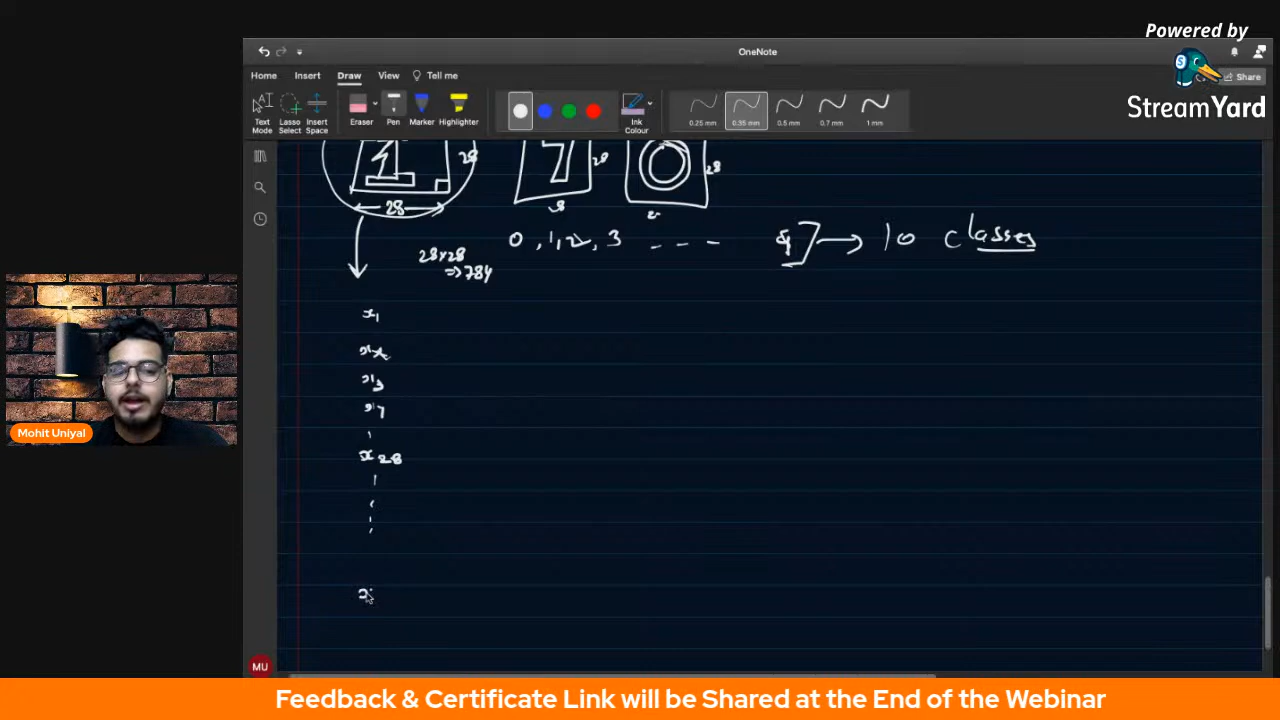 Powered by
StreamYard
OneNote
Home Insert Draw View Tell me
Share
Text Mode
Lasso Select
Insert Space
Eraser
Pen
Marker
Highlighter
Ink Colour
0.25 mm
0.35 mm
0.5 mm
0.7 mm
1 mm
1 28 7 28 0 28
28
0, 1, 2, 3 - - - 9 → 10 classes
28x28
⇒ 784
x1
x2
x3
x28
Mohit Uniyal
MU
Feedback & Certificate Link will be Shared at the End of the Webinar